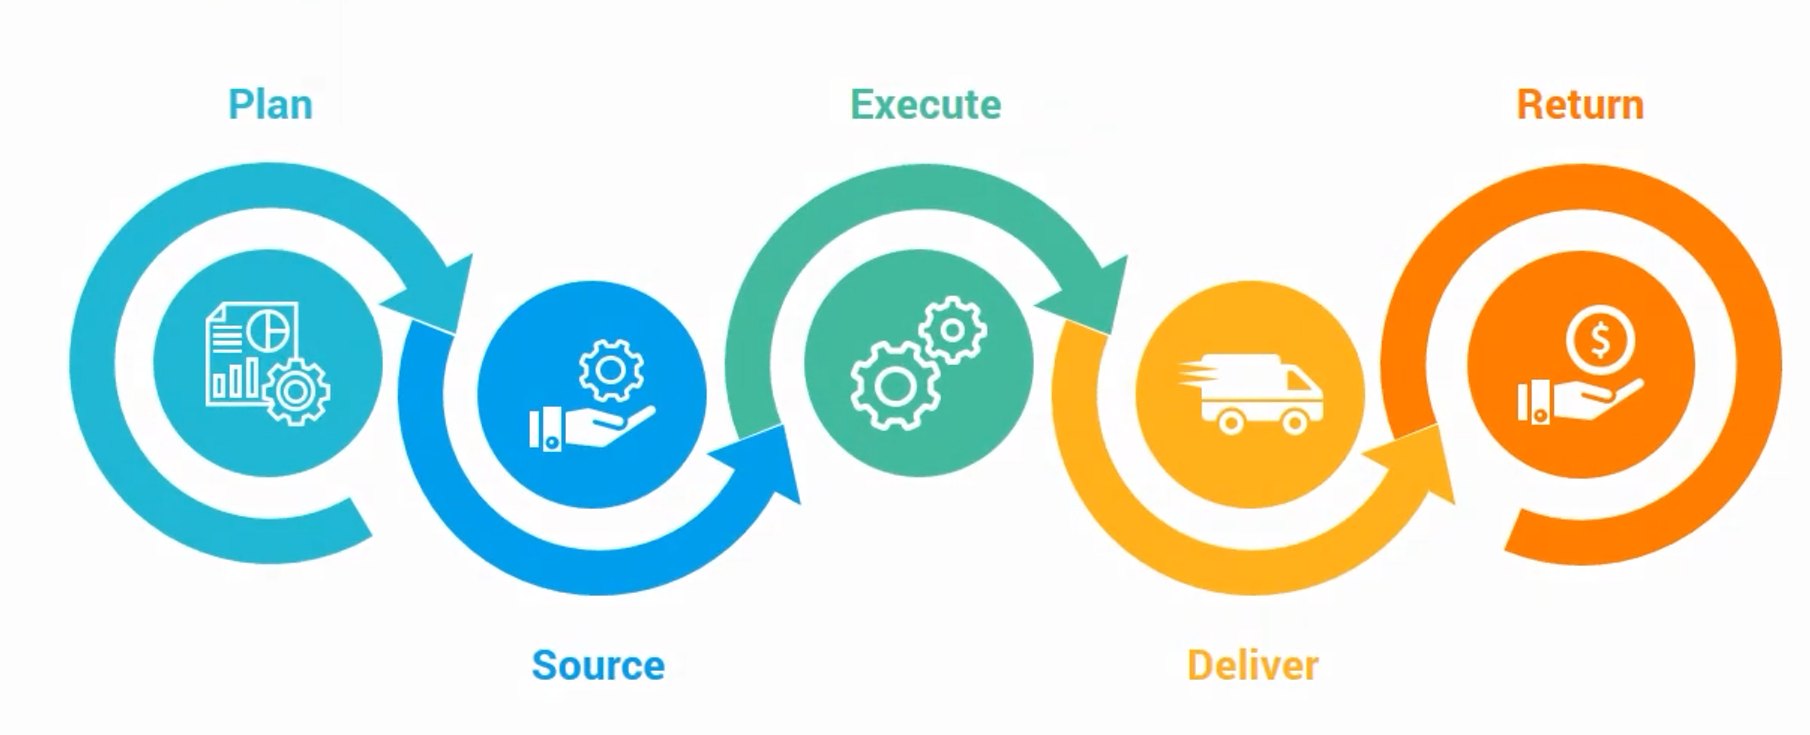 Plan
Source
Execute
Deliver
Return
$